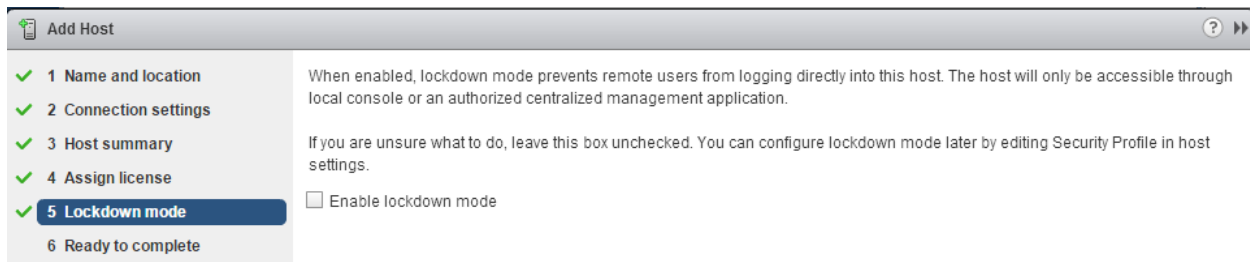 Add Host
?
1 Name and location
2 Connection settings
3 Host summary
4 Assign license
5 Lockdown mode
6 Ready to complete
When enabled, lockdown mode prevents remote users from logging directly into this host. The host will only be accessible through
local console or an authorized centralized management application.
If you are unsure what to do, leave this box unchecked. You can configure lockdown mode later by editing Security Profile in host
settings.
Enable lockdown mode